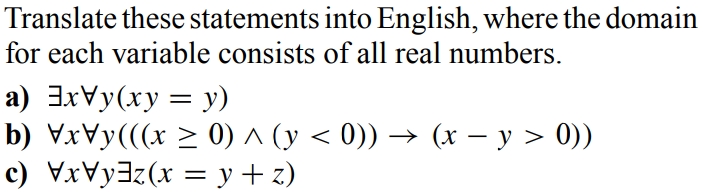 Translate these statements into English, where the domain
for each variable consists of all real numbers.
a) ∃x∀y(xy = y)
b) ∀x∀y(((x ≥ 0) ∧ (y < 0)) → (x − y > 0))
c) ∀x∀y∃z(x = y + z)